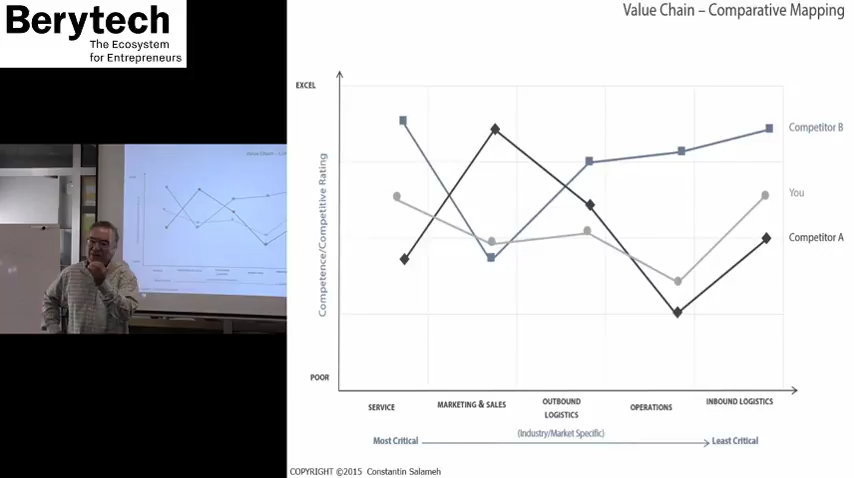 Berytech
The Ecosystem
for Entrepreneurs
Value Chain – Comparative Mapping
EXCEL
Competence/Competitive Rating
POOR
Competitor B
You
Competitor A
SERVICE
MARKETING & SALES
OUTBOUND
LOGISTICS
OPERATIONS
INBOUND LOGISTICS
(Industry/Market Specific)
Most Critical
Least Critical
COPYRIGHT ©2015 Constantin Salameh